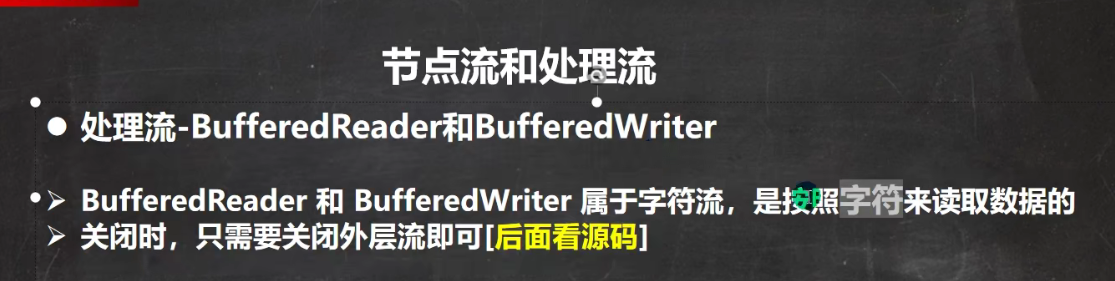 节点流和处理流
处理流-BufferedReader和BufferedWriter
BufferedReader 和 BufferedWriter 属于字符流，是按照字符来读取数据的
关闭时，只需要关闭外层流即可[后面看源码]